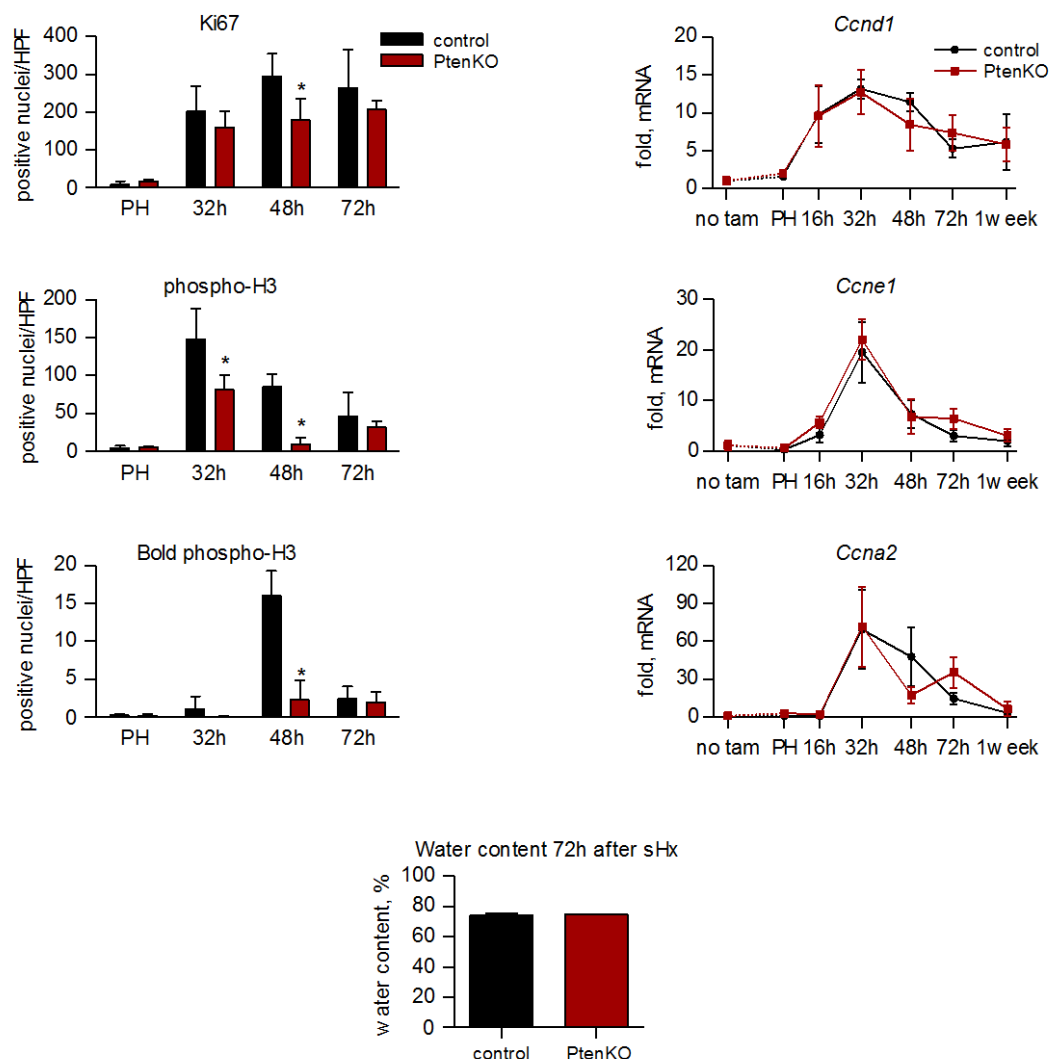 Ki67
positive nuclei/HPF
400
300
200
100
0
PH 32h 48h 72h
*
control
PtenKO
Ccnd1
fold, mRNA
20
15
10
5
0
no tam PH 16h 32h 48h 72h 1w eek
control
PtenKO
phospho-H3
positive nuclei/HPF
200
150
100
50
0
PH 32h 48h 72h
*
*
Ccne1
fold, mRNA
30
20
10
0
no tam PH 16h 32h 48h 72h 1w eek
Bold phospho-H3
positive nuclei/HPF
20
15
10
5
0
PH 32h 48h 72h
*
Ccna2
fold, mRNA
120
90
60
30
0
no tam PH 16h 32h 48h 72h 1w eek
Water content 72h after sHx
w ater content, %
100
80
60
40
20
0
control PtenKO